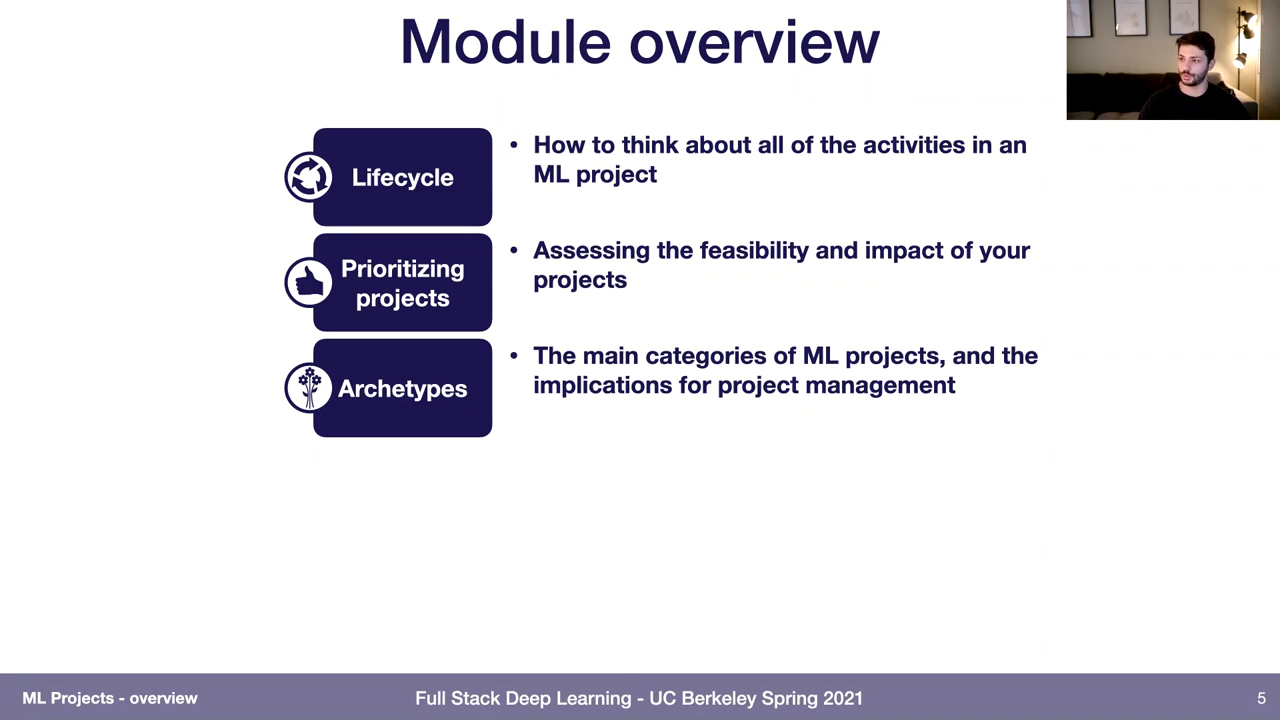 Module overview
Lifecycle
• How to think about all of the activities in an
ML project
Prioritizing
projects
• Assessing the feasibility and impact of your
projects
Archetypes
• The main categories of ML projects, and the
implications for project management
ML Projects - overview
Full Stack Deep Learning - UC Berkeley Spring 2021
5